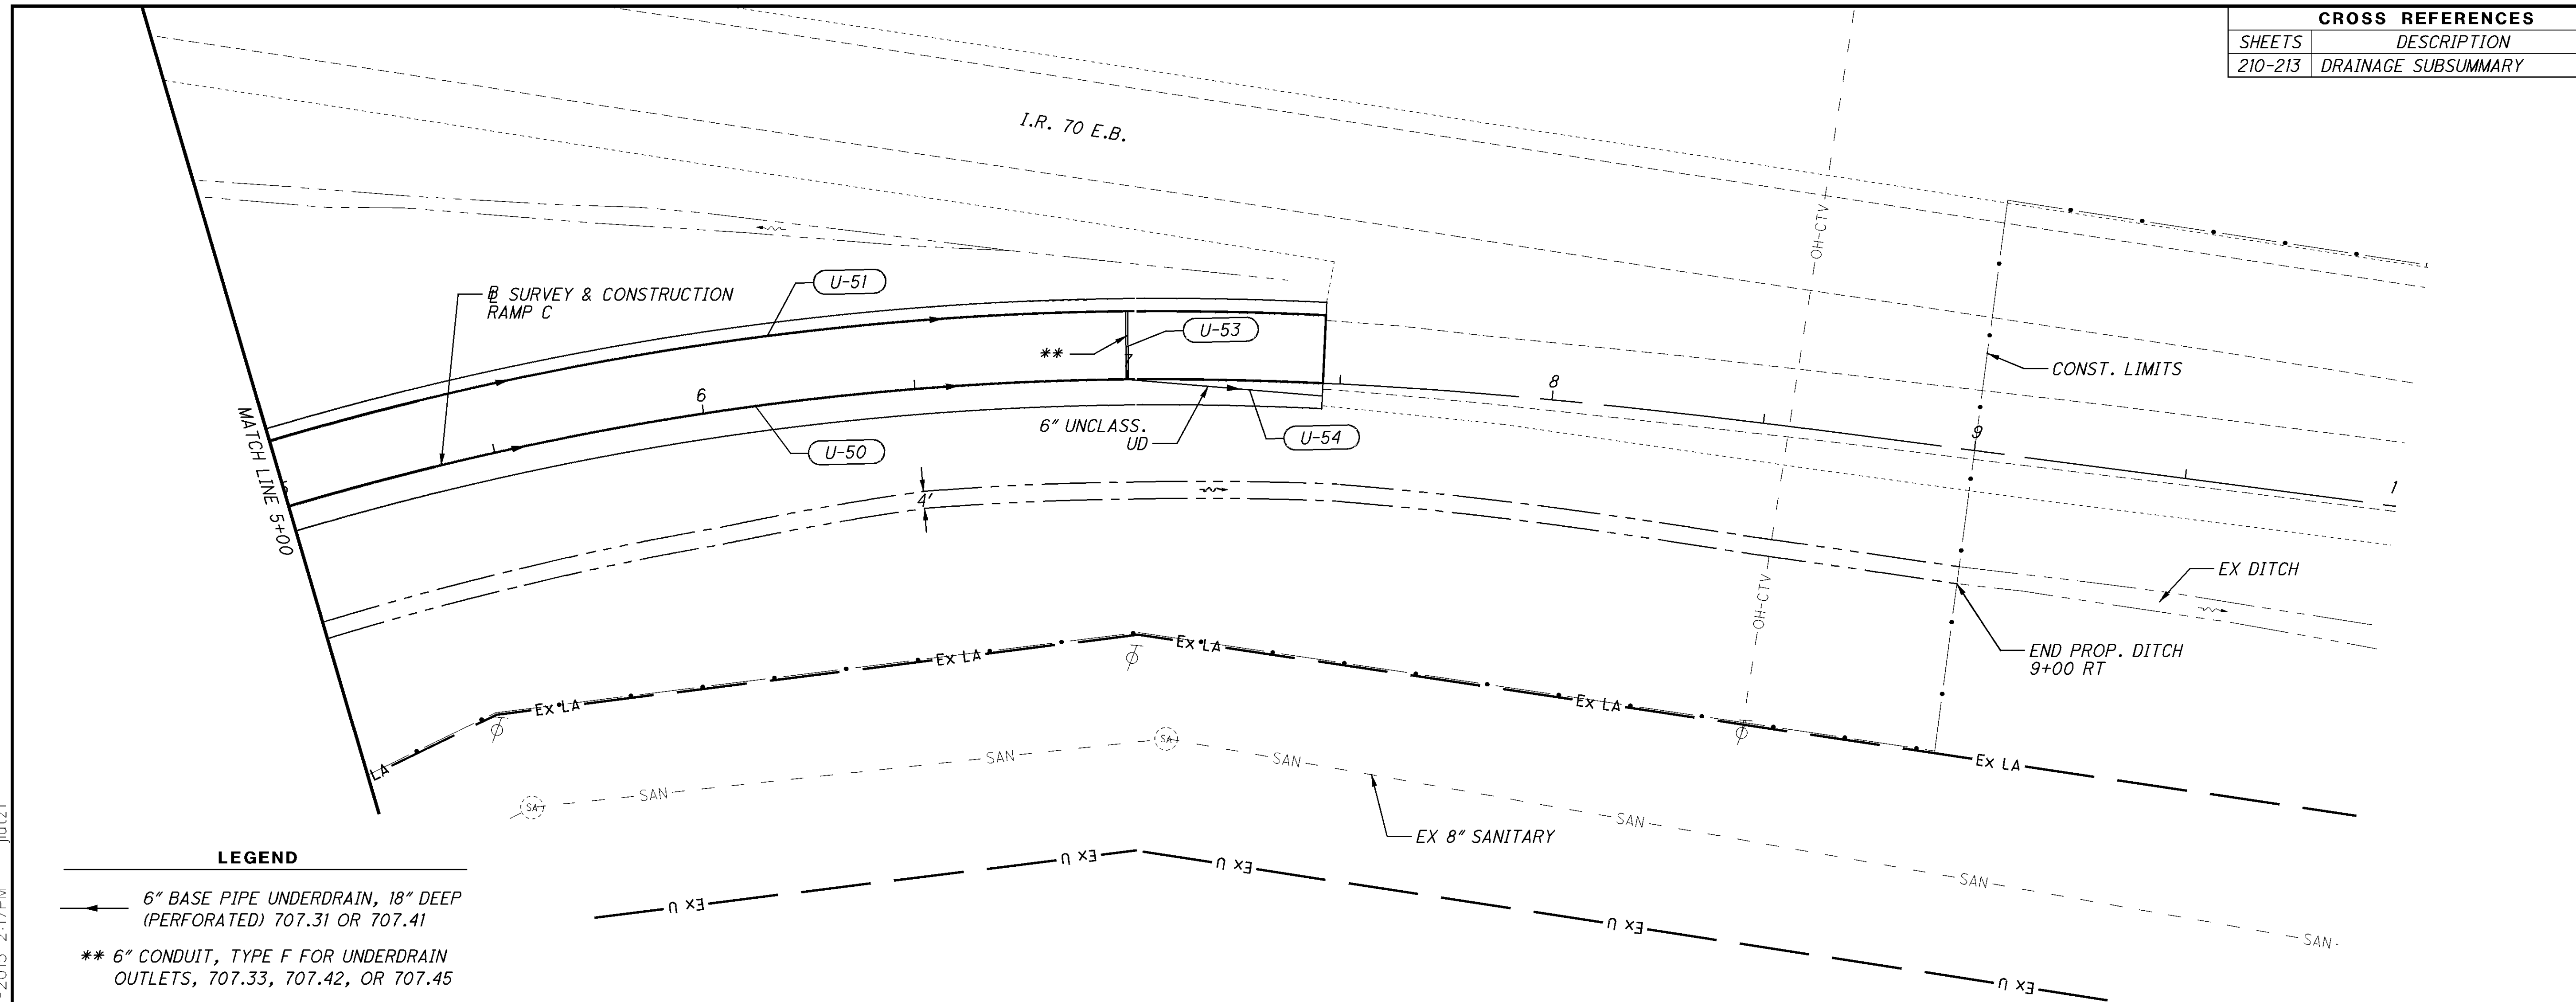 CROSS REFERENCES
SHEETS DESCRIPTION
210-213 DRAINAGE SUBSUMMARY
I.R. 70 E.B.
OH-CTV
U-51
SURVEY & CONSTRUCTION
RAMP C
U-53
**
7
CONST. LIMITS
6
8
MATCH LINE 5+00
6" UNCLASS.
UD
U-54
U-50
9
1
4'
OH-CTV
EX DITCH
END PROP. DITCH
9+00 RT
Ex LA
Ex LA
Ex LA
Ex LA
Ex LA
LA
SA
SA
SAN
SAN
SAN
SAN
SAN
SAN
EX 8" SANITARY
Ex U
Ex U
Ex U
Ex U
Ex U
LEGEND
6" BASE PIPE UNDERDRAIN, 18" DEEP
(PERFORATED) 707.31 OR 707.41
** 6" CONDUIT, TYPE F FOR UNDERDRAIN
OUTLETS, 707.33, 707.42, OR 707.45